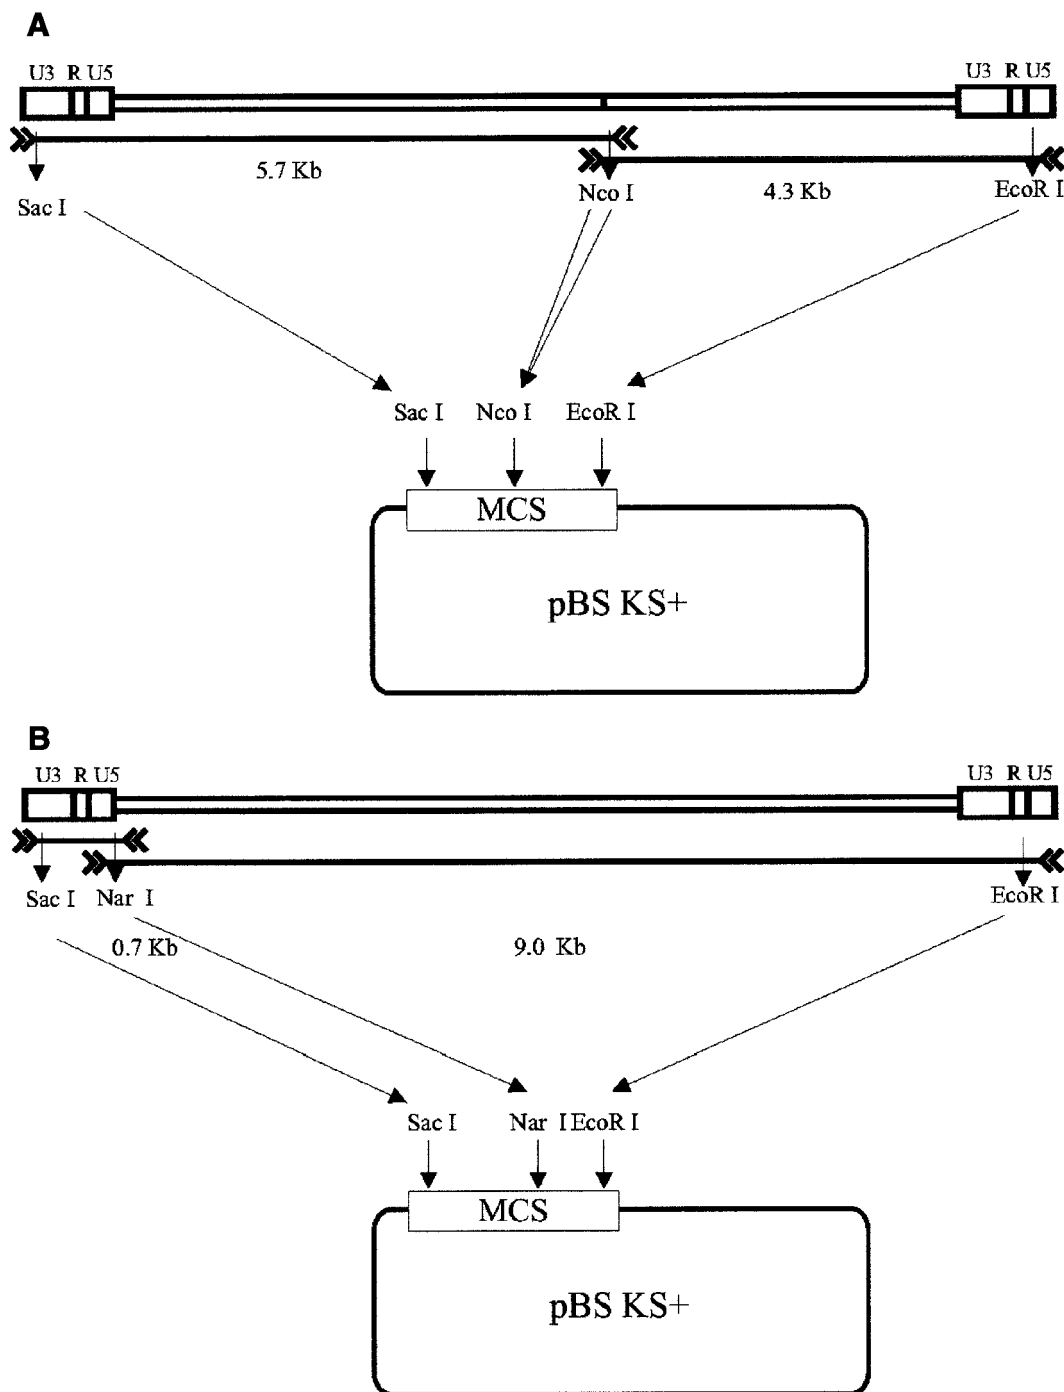 A
U3 R U5
U3 R U5
5.7 Kb
Nco I
4.3 Kb
EcoR I
Sac I
Sac I Nco I EcoR I
MCS
pBS KS+
B
U3 R U5
U3 R U5
Sac I Nar I
EcoR I
0.7 Kb
9.0 Kb
Sac I Nar I EcoR I
MCS
pBS KS+